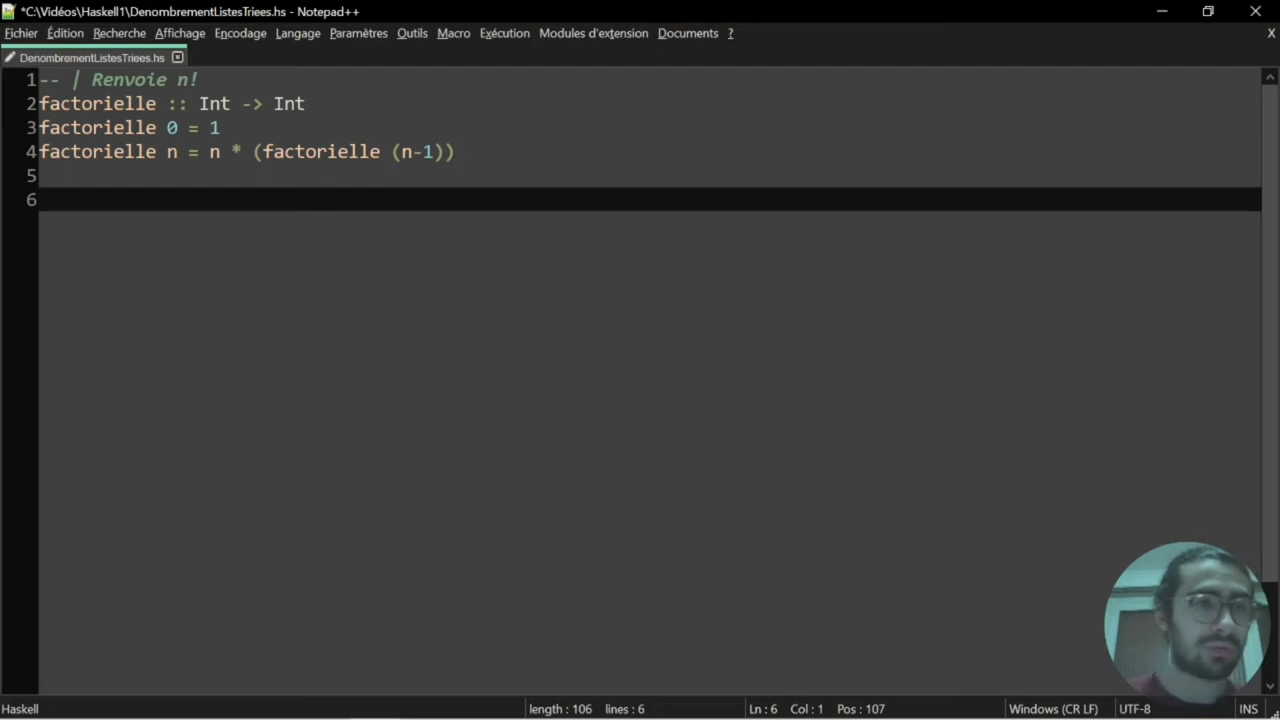 *C:\Vidéos\Haskell1\DenombrementListesTriees.hs - Notepad++
Fichier Édition Recherche Affichage Encodage Langage Paramètres Outils Macro Exécution Modules d'extension Documents ? X
DenombrementListesTriees.hs
1 -- | Renvoie n!
2 factorielle :: Int -> Int
3 factorielle 0 = 1
4 factorielle n = n * (factorielle (n-1))
5
6
Haskell length : 106 lines : 6 Ln : 6 Col : 1 Pos : 107 Windows (CR LF) UTF-8 INS